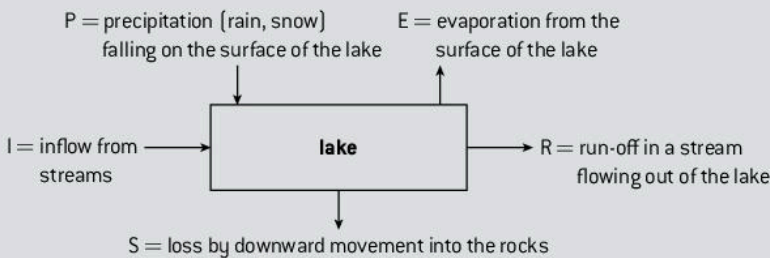 P = precipitation (rain, snow)
falling on the surface of the lake
E = evaporation from the
surface of the lake
I = inflow from
streams
lake
R = run-off in a stream
flowing out of the lake
S = loss by downward movement into the rocks